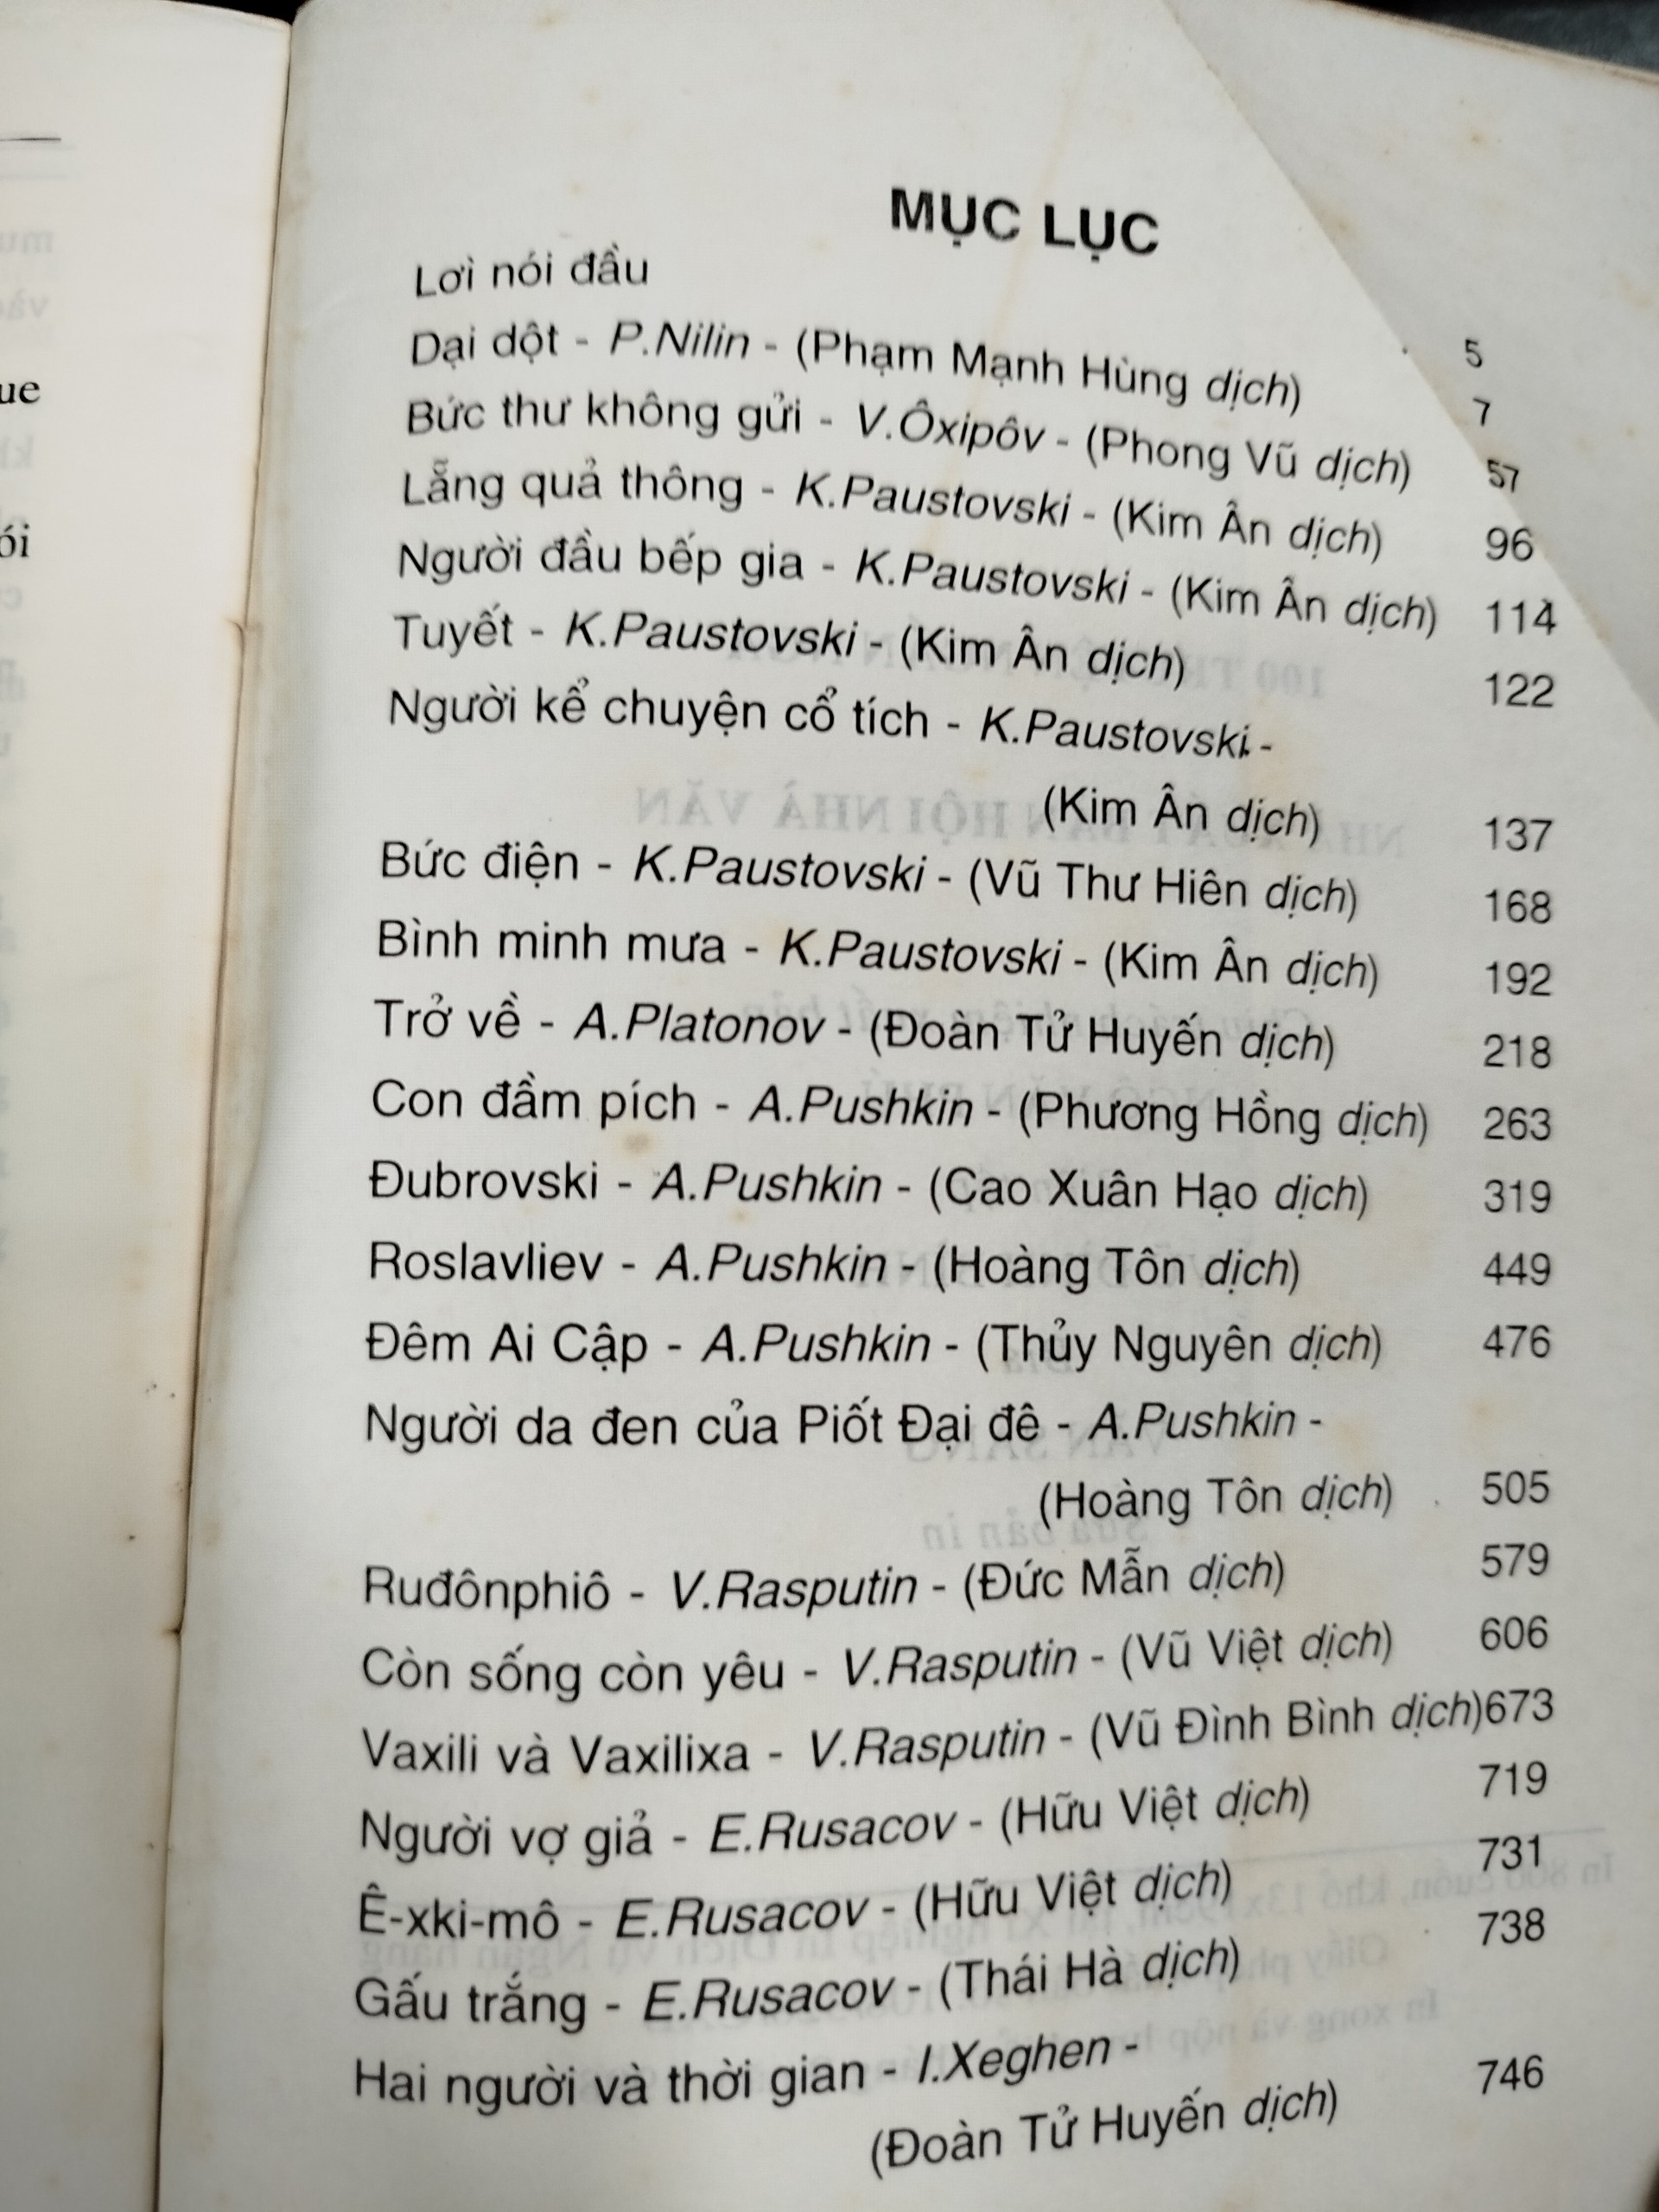 MỤC LỤC
Lơì nói đầu 5
Dại dột - P.Nilin - (Phạm Mạnh Hùng dịch) 7
Bức thư không gửi - V.Ôxipôv - (Phong Vũ dịch) 57
Lẵng quả thông - K.Paustovski - (Kim Ân dịch) 96
Người đầu bếp gia - K.Paustovski - (Kim Ân dịch) 114
Tuyết - K.Paustovski - (Kim Ân dịch) 122
Người kể chuyện cổ tích - K.Paustovski -
(Kim Ân dịch) 137
Bức điện - K.Paustovski - (Vũ Thư Hiên dịch) 168
Bình minh mưa - K.Paustovski - (Kim Ân dịch) 192
Trở về - A.Platonov - (Đoàn Tử Huyến dịch) 218
Con đầm pích - A.Pushkin - (Phương Hồng dịch) 263
Đubrovski - A.Pushkin - (Cao Xuân Hạo dịch) 319
Roslavliev - A.Pushkin - (Hoàng Tôn dịch) 449
Đêm Ai Cập - A.Pushkin - (Thủy Nguyên dịch) 476
Người da đen của Piốt Đại đê - A.Pushkin -
(Hoàng Tôn dịch) 505
Ruđônphiô - V.Rasputin - (Đức Mẫn dịch) 579
Còn sống còn yêu - V.Rasputin - (Vũ Việt dịch) 606
Vaxili và Vaxilixa - V.Rasputin - (Vũ Đình Bình dịch)673
Người vợ giả - E.Rusacov - (Hữu Việt dịch) 719
Ê-xki-mô - E.Rusacov - (Hữu Việt dịch) 731
Gấu trắng - E.Rusacov - (Thái Hà dịch) 738
Hai người và thời gian - I.Xeghen -
(Đoàn Tử Huyến dịch) 746